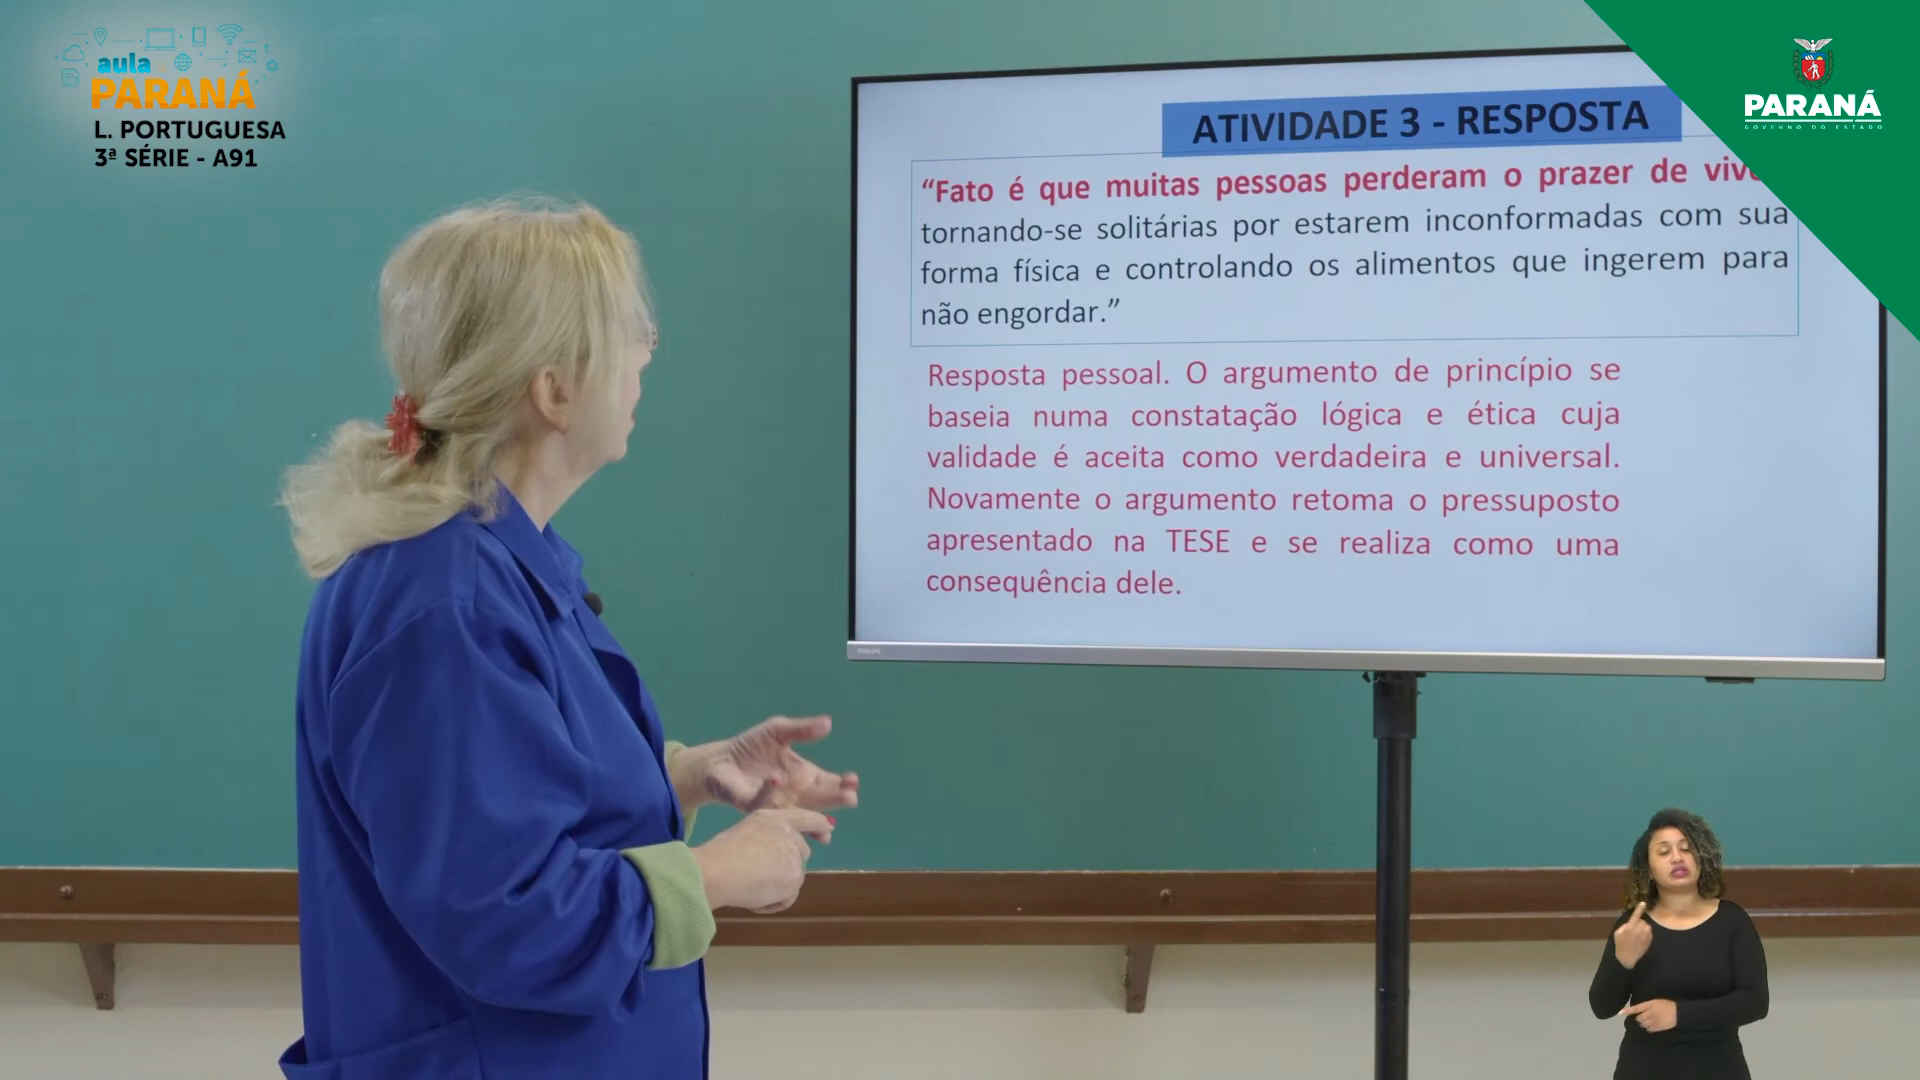 aula
PARANÁ
L. PORTUGUESA
3ª SÉRIE - A91
PARANÁ
GOVERNO DO ESTADO
ATIVIDADE 3 - RESPOSTA
“Fato é que muitas pessoas perderam o prazer de
tornando-se solitárias por estarem inconformadas com sua
forma física e controlando os alimentos que ingerem para
não engordar.”
Resposta pessoal. O argumento de princípio se
baseia numa constatação lógica e ética cuja
validade é aceita como verdadeira e universal.
Novamente o argumento retoma o pressuposto
apresentado na TESE e se realiza como uma
consequência dele.